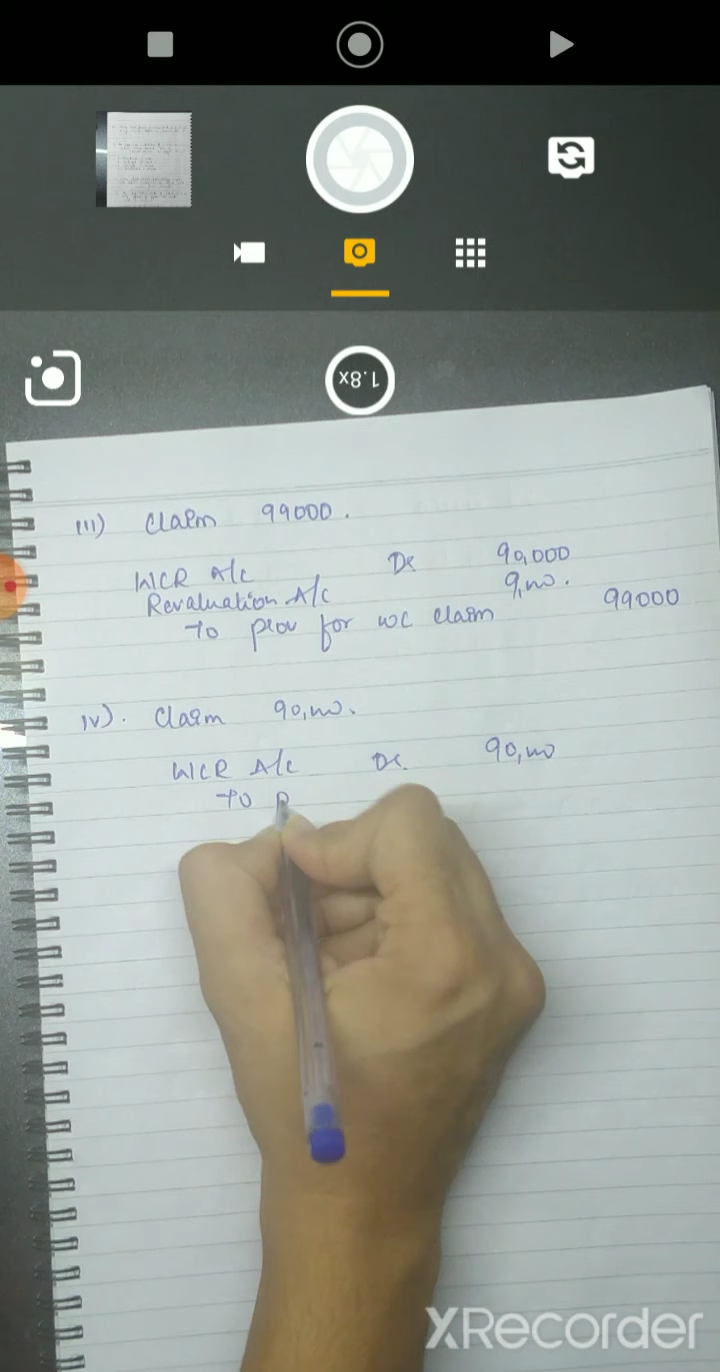 1.8x
III) Claim 99000.
WCR A/c Dr 90,000
Revaluation A/c 9,000.
99000
To prov for WC claim
IV). Claim 90,000.
WCR A/c Dr. 90,000
To P
XRecorder